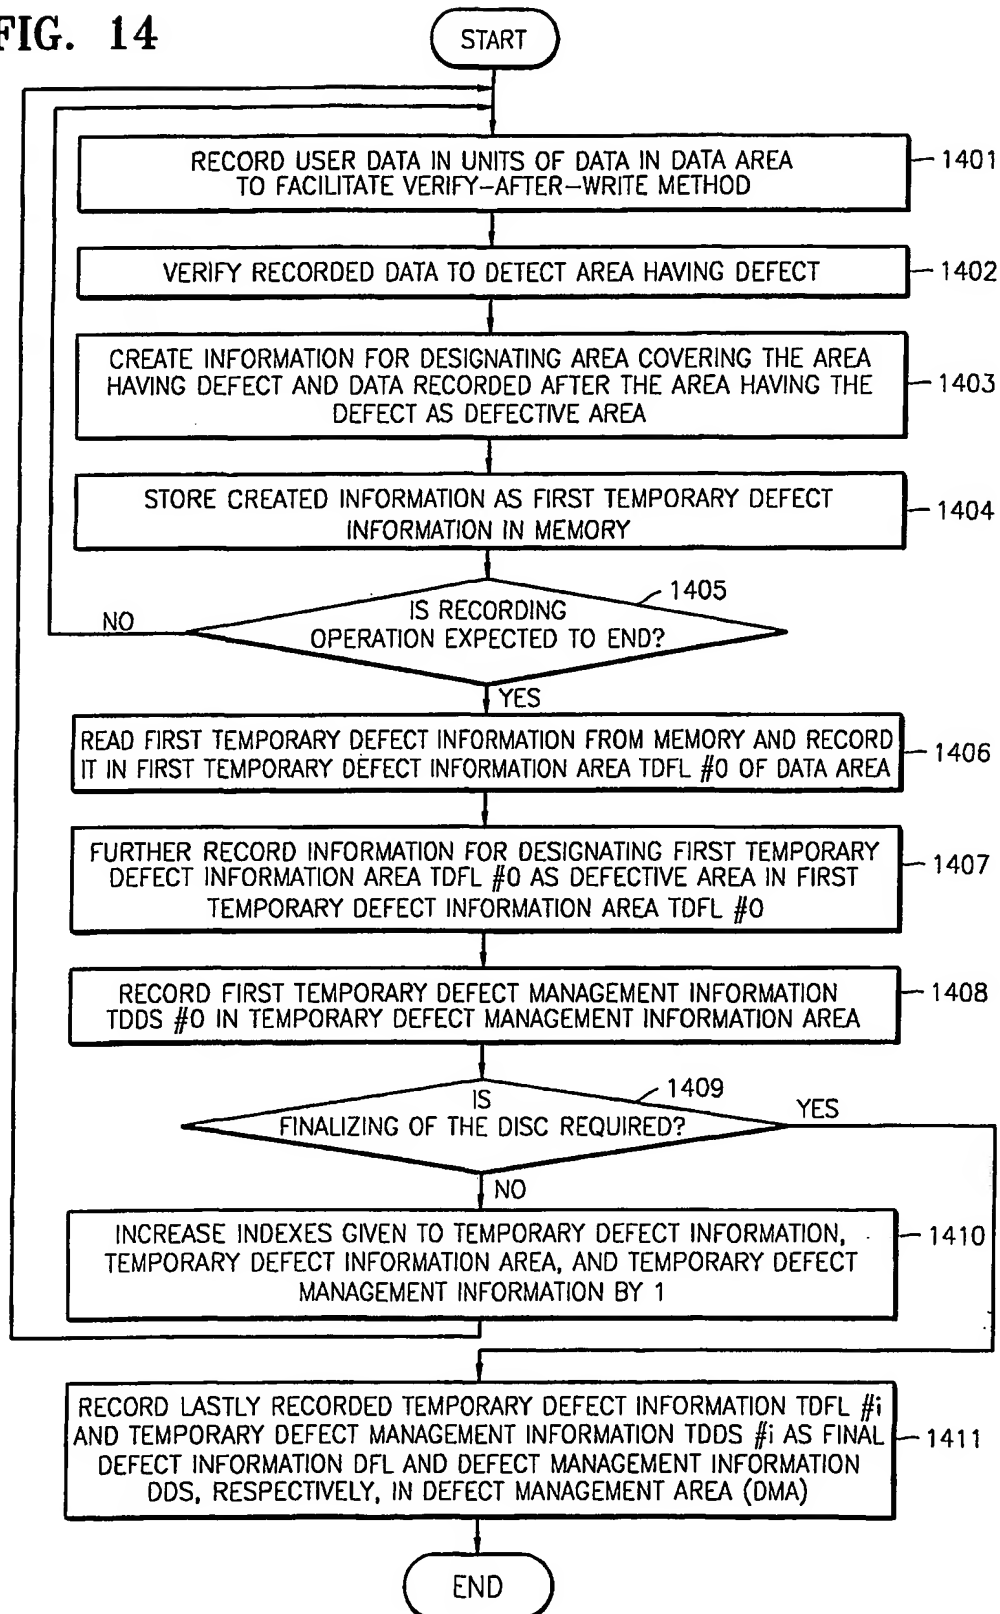 FIG. 14
START
RECORD USER DATA IN UNITS OF DATA IN DATA AREA
TO FACILITATE VERIFY-AFTER-WRITE METHOD
1401
VERIFY RECORDED DATA TO DETECT AREA HAVING DEFECT
1402
CREATE INFORMATION FOR DESIGNATING AREA COVERING THE AREA
HAVING DEFECT AND DATA RECORDED AFTER THE AREA HAVING THE
DEFECT AS DEFECTIVE AREA
1403
STORE CREATED INFORMATION AS FIRST TEMPORARY DEFECT
INFORMATION IN MEMORY
1404
1405
IS RECORDING
OPERATION EXPECTED TO END?
NO
YES
READ FIRST TEMPORARY DEFECT INFORMATION FROM MEMORY AND RECORD
IT IN FIRST TEMPORARY DEFECT INFORMATION AREA TDFL #0 OF DATA AREA
1406
FURTHER RECORD INFORMATION FOR DESIGNATING FIRST TEMPORARY
DEFECT INFORMATION AREA TDFL #0 AS DEFECTIVE AREA IN FIRST
TEMPORARY DEFECT INFORMATION AREA TDFL #0
1407
RECORD FIRST TEMPORARY DEFECT MANAGEMENT INFORMATION
TDDS #0 IN TEMPORARY DEFECT MANAGEMENT INFORMATION AREA
1408
1409
IS
FINALIZING OF THE DISC REQUIRED?
YES
NO
INCREASE INDEXES GIVEN TO TEMPORARY DEFECT INFORMATION,
TEMPORARY DEFECT INFORMATION AREA, AND TEMPORARY DEFECT
MANAGEMENT INFORMATION BY 1
1410
RECORD LASTLY RECORDED TEMPORARY DEFECT INFORMATION TDFL #i
AND TEMPORARY DEFECT MANAGEMENT INFORMATION TDDS #i AS FINAL
DEFECT INFORMATION DFL AND DEFECT MANAGEMENT INFORMATION
DDS, RESPECTIVELY, IN DEFECT MANAGEMENT AREA (DMA)
1411
END